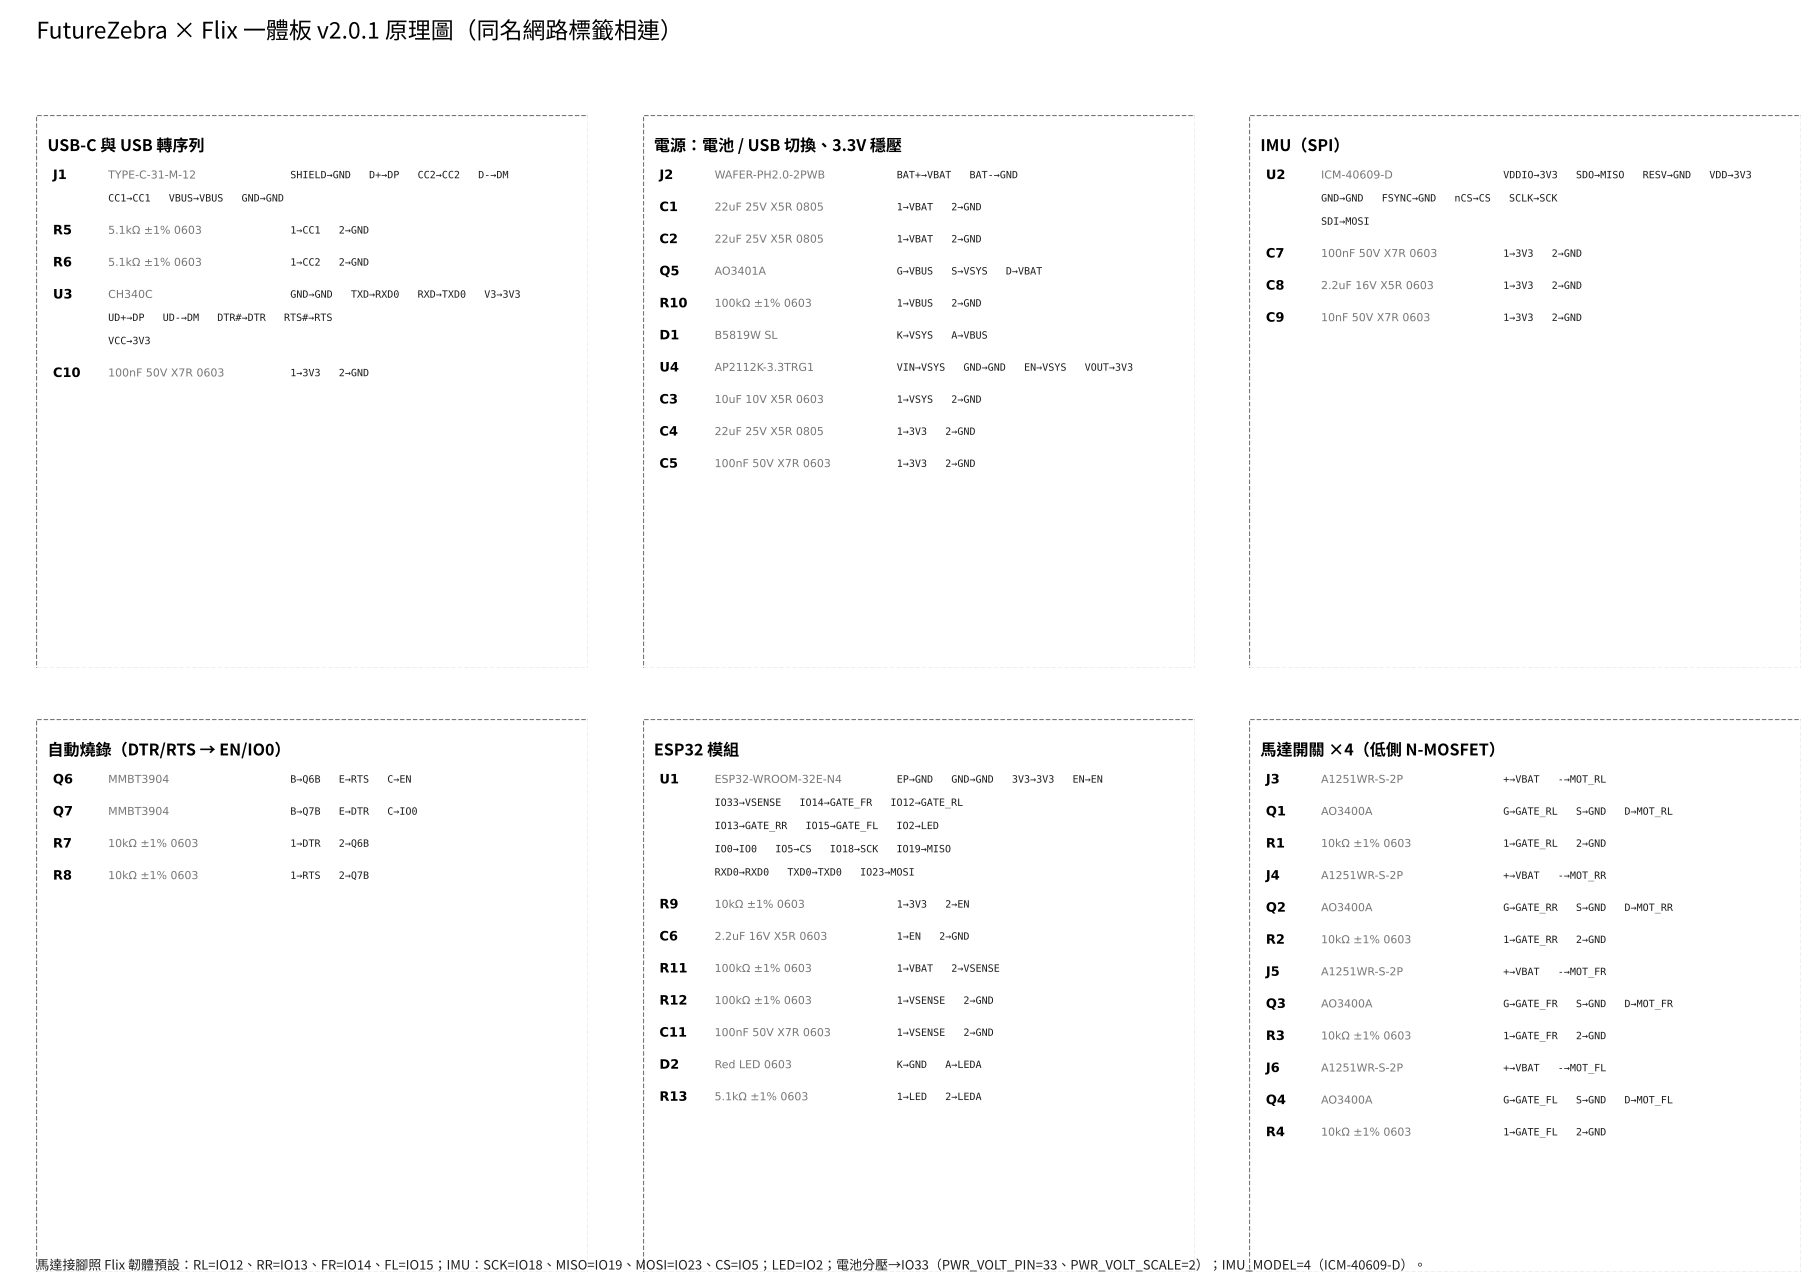 FutureZebra × Flix 一體板 v2.0.1 原理圖（同名網路標籤相連）
USB-C 與 USB 轉序列
J1 TYPE-C-31-M-12 SHIELD→GND D+→DP CC2→CC2 D-→DM
CC1→CC1 VBUS→VBUS GND→GND
R5 5.1kΩ ±1% 0603 1→CC1 2→GND
R6 5.1kΩ ±1% 0603 1→CC2 2→GND
U3 CH340C GND→GND TXD→RXD0 RXD→TXD0 V3→3V3
UD+→DP UD-→DM DTR#→DTR RTS#→RTS
VCC→3V3
C10 100nF 50V X7R 0603 1→3V3 2→GND
電源：電池 / USB 切換、3.3V 穩壓
J2 WAFER-PH2.0-2PWB BAT+→VBAT BAT-→GND
C1 22uF 25V X5R 0805 1→VBAT 2→GND
C2 22uF 25V X5R 0805 1→VBAT 2→GND
Q5 AO3401A G→VBUS S→VSYS D→VBAT
R10 100kΩ ±1% 0603 1→VBUS 2→GND
D1 B5819W SL K→VSYS A→VBUS
U4 AP2112K-3.3TRG1 VIN→VSYS GND→GND EN→VSYS VOUT→3V3
C3 10uF 10V X5R 0603 1→VSYS 2→GND
C4 22uF 25V X5R 0805 1→3V3 2→GND
C5 100nF 50V X7R 0603 1→3V3 2→GND
IMU（SPI）
U2 ICM-40609-D VDDIO→3V3 SDO→MISO RESV→GND VDD→3V3
GND→GND FSYNC→GND nCS→CS SCLK→SCK
SDI→MOSI
C7 100nF 50V X7R 0603 1→3V3 2→GND
C8 2.2uF 16V X5R 0603 1→3V3 2→GND
C9 10nF 50V X7R 0603 1→3V3 2→GND
自動燒錄（DTR/RTS → EN/IO0）
Q6 MMBT3904 B→Q6B E→RTS C→EN
Q7 MMBT3904 B→Q7B E→DTR C→IO0
R7 10kΩ ±1% 0603 1→DTR 2→Q6B
R8 10kΩ ±1% 0603 1→RTS 2→Q7B
ESP32 模組
U1 ESP32-WROOM-32E-N4 EP→GND GND→GND 3V3→3V3 EN→EN
IO33→VSENSE IO14→GATE_FR IO12→GATE_RL
IO13→GATE_RR IO15→GATE_FL IO2→LED
IO0→IO0 IO5→CS IO18→SCK IO19→MISO
RXD0→RXD0 TXD0→TXD0 IO23→MOSI
R9 10kΩ ±1% 0603 1→3V3 2→EN
C6 2.2uF 16V X5R 0603 1→EN 2→GND
R11 100kΩ ±1% 0603 1→VBAT 2→VSENSE
R12 100kΩ ±1% 0603 1→VSENSE 2→GND
C11 100nF 50V X7R 0603 1→VSENSE 2→GND
D2 Red LED 0603 K→GND A→LEDA
R13 5.1kΩ ±1% 0603 1→LED 2→LEDA
馬達開關 ×4（低側 N-MOSFET）
J3 A1251WR-S-2P +→VBAT -→MOT_RL
Q1 AO3400A G→GATE_RL S→GND D→MOT_RL
R1 10kΩ ±1% 0603 1→GATE_RL 2→GND
J4 A1251WR-S-2P +→VBAT -→MOT_RR
Q2 AO3400A G→GATE_RR S→GND D→MOT_RR
R2 10kΩ ±1% 0603 1→GATE_RR 2→GND
J5 A1251WR-S-2P +→VBAT -→MOT_FR
Q3 AO3400A G→GATE_FR S→GND D→MOT_FR
R3 10kΩ ±1% 0603 1→GATE_FR 2→GND
J6 A1251WR-S-2P +→VBAT -→MOT_FL
Q4 AO3400A G→GATE_FL S→GND D→MOT_FL
R4 10kΩ ±1% 0603 1→GATE_FL 2→GND
馬達接腳照 Flix 韌體預設：RL=IO12、RR=IO13、FR=IO14、FL=IO15；IMU：SCK=IO18、MISO=IO19、MOSI=IO23、CS=IO5；LED=IO2；電池分壓→IO33（PWR_VOLT_PIN=33、PWR_VOLT_SCALE=2）；IMU_MODEL=4（ICM-40609-D）。